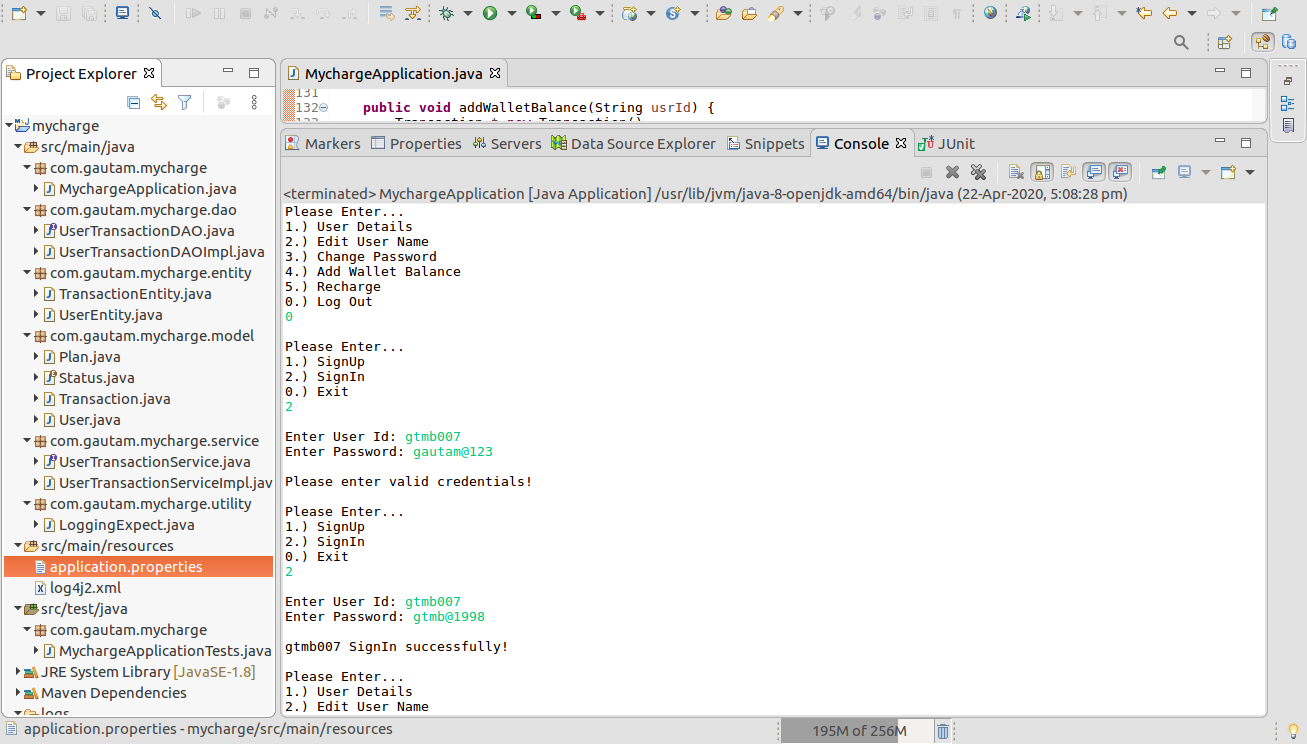 Project Explorer
mycharge
src/main/java
com.gautam.mycharge
MychargeApplication.java
com.gautam.mycharge.dao
UserTransactionDAO.java
UserTransactionDAOImpl.java
com.gautam.mycharge.entity
TransactionEntity.java
UserEntity.java
com.gautam.mycharge.model
Plan.java
Status.java
Transaction.java
User.java
com.gautam.mycharge.service
UserTransactionService.java
UserTransactionServiceImpl.jav
com.gautam.mycharge.utility
LoggingExpect.java
src/main/resources
application.properties
log4j2.xml
src/test/java
com.gautam.mycharge
MychargeApplicationTests.java
JRE System Library [JavaSE-1.8]
Maven Dependencies
logs
MychargeApplication.java
131
132 public void addWalletBalance(String usrId) {
133 Transaction t=new Transaction()
Markers Properties Servers Data Source Explorer Snippets Console JUnit
<terminated> MychargeApplication [Java Application] /usr/lib/jvm/java-8-openjdk-amd64/bin/java (22-Apr-2020, 5:08:28 pm)
Please Enter...
1.) User Details
2.) Edit User Name
3.) Change Password
4.) Add Wallet Balance
5.) Recharge
0.) Log Out
0
Please Enter...
1.) SignUp
2.) SignIn
0.) Exit
2
Enter User Id: gtmb007
Enter Password: gautam@123
Please enter valid credentials!
Please Enter...
1.) SignUp
2.) SignIn
0.) Exit
2
Enter User Id: gtmb007
Enter Password: gtmb@1998
gtmb007 SignIn successfully!
Please Enter...
1.) User Details
2.) Edit User Name
application.properties - mycharge/src/main/resources
195M of 256M